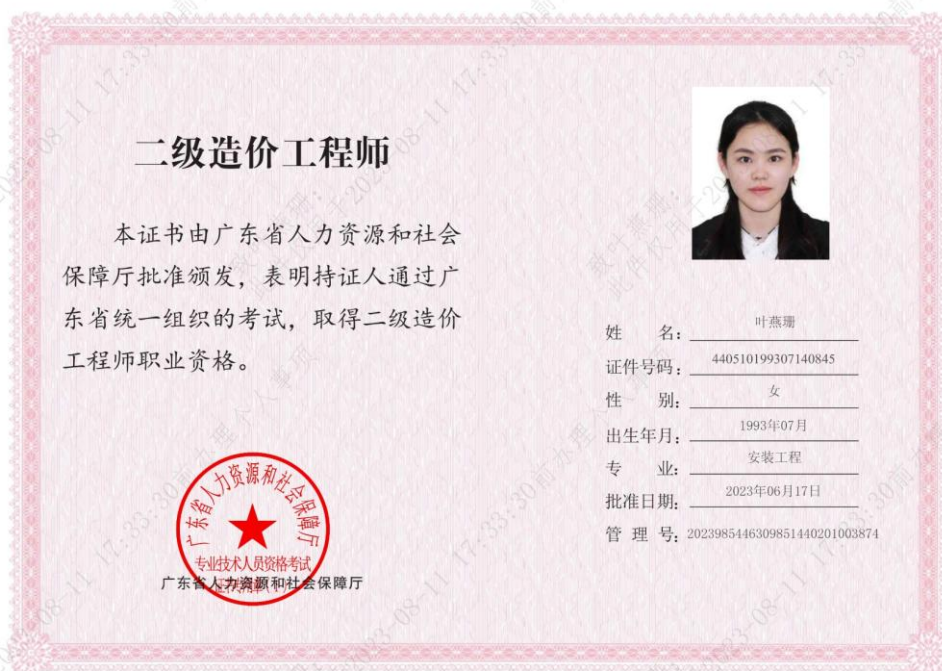 二级造价工程师
本证书由广东省人力资源和社会
保障厅批准颁发，表明持证人通过广
东省统一组织的考试，取得二级造价
工程师职业资格。
广东省人力资源和社会保障厅
专业技术人员资格考试
广东省人力资源和社会保障厅
姓 名：叶燕珊
证件号码：440510199307140845
性 别：女
出生年月：1993年07月
专 业：安装工程
批准日期：2023年06月17日
管 理 号：2023985446309851440201003874